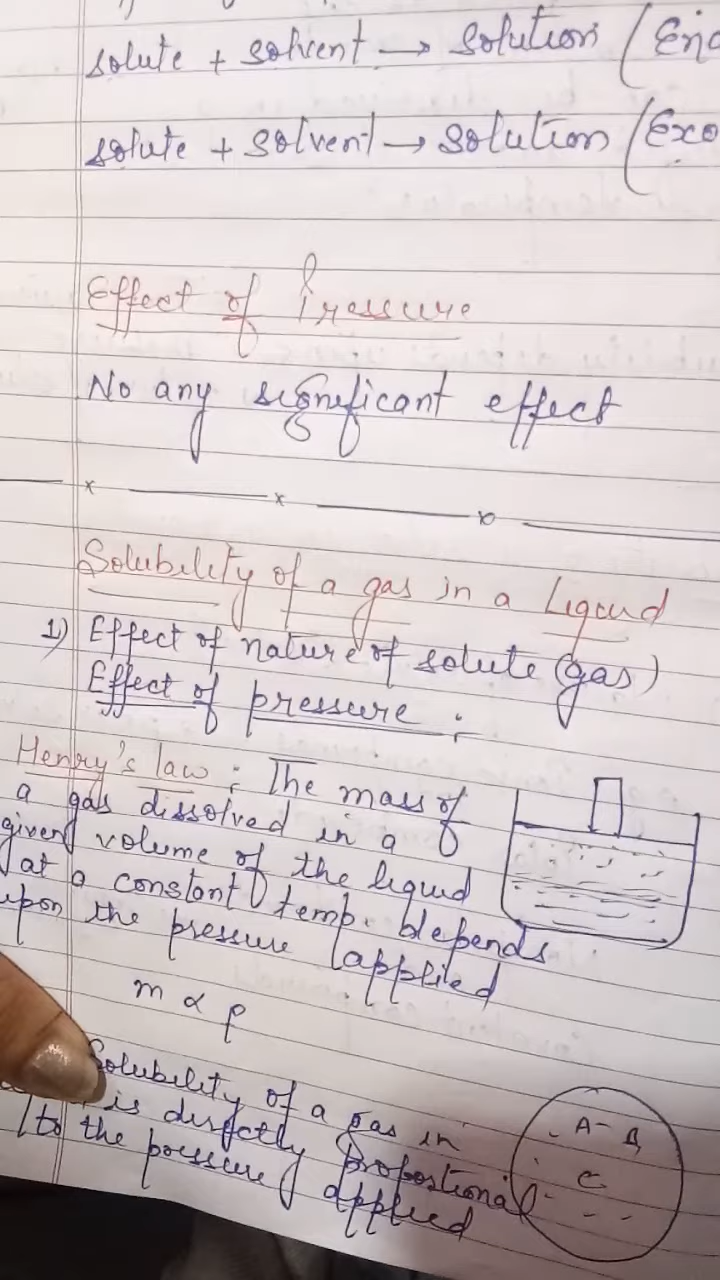 solute + solvent → solution (End
solute + solvent → solution (Exo
Effect of Pressure
No any significant effect
Solubility of a gas in a Liquid
1) Effect of nature of solute (gas)
Effect of pressure :
Henry's law : The mass of
a gas dissolved in a
given volume of the liquid
at a constant temp. depends
upon the pressure applied
m ∝ p
Solubility of a gas in
is directly propostional
to the pressure applied
A - B
C